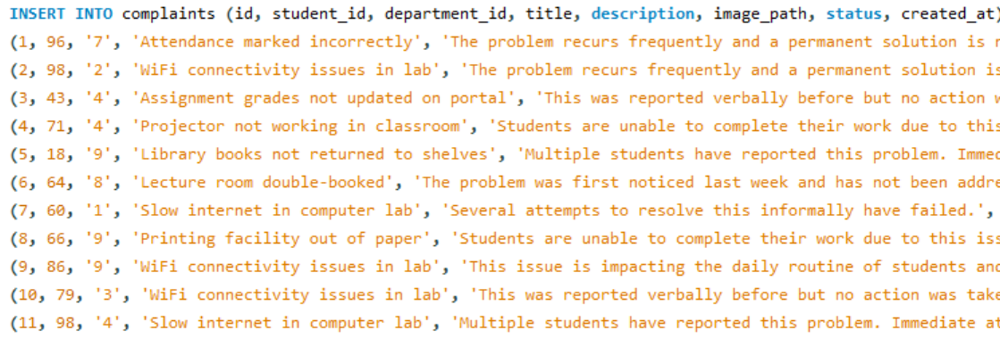 INSERT INTO complaints (id, student_id, department_id, title, description, image_path, status, created_at)
(1, 96, '7', 'Attendance marked incorrectly', 'The problem recurs frequently and a permanent solution is
(2, 98, '2', 'WiFi connectivity issues in lab', 'The problem recurs frequently and a permanent solution is
(3, 43, '4', 'Assignment grades not updated on portal', 'This was reported verbally before but no action
(4, 71, '4', 'Projector not working in classroom', 'Students are unable to complete their work due to this
(5, 18, '9', 'Library books not returned to shelves', 'Multiple students have reported this problem. Immed
(6, 64, '8', 'Lecture room double-booked', 'The problem was first noticed last week and has not been addre
(7, 60, '1', 'Slow internet in computer lab', 'Several attempts to resolve this informally have failed.',
(8, 66, '9', 'Printing facility out of paper', 'Students are unable to complete their work due to this iss
(9, 86, '9', 'WiFi connectivity issues in lab', 'This issue is impacting the daily routine of students and
(10, 79, '3', 'WiFi connectivity issues in lab', 'This was reported verbally before but no action was take
(11, 98, '4', 'Slow internet in computer lab', 'Multiple students have reported this problem. Immediate at